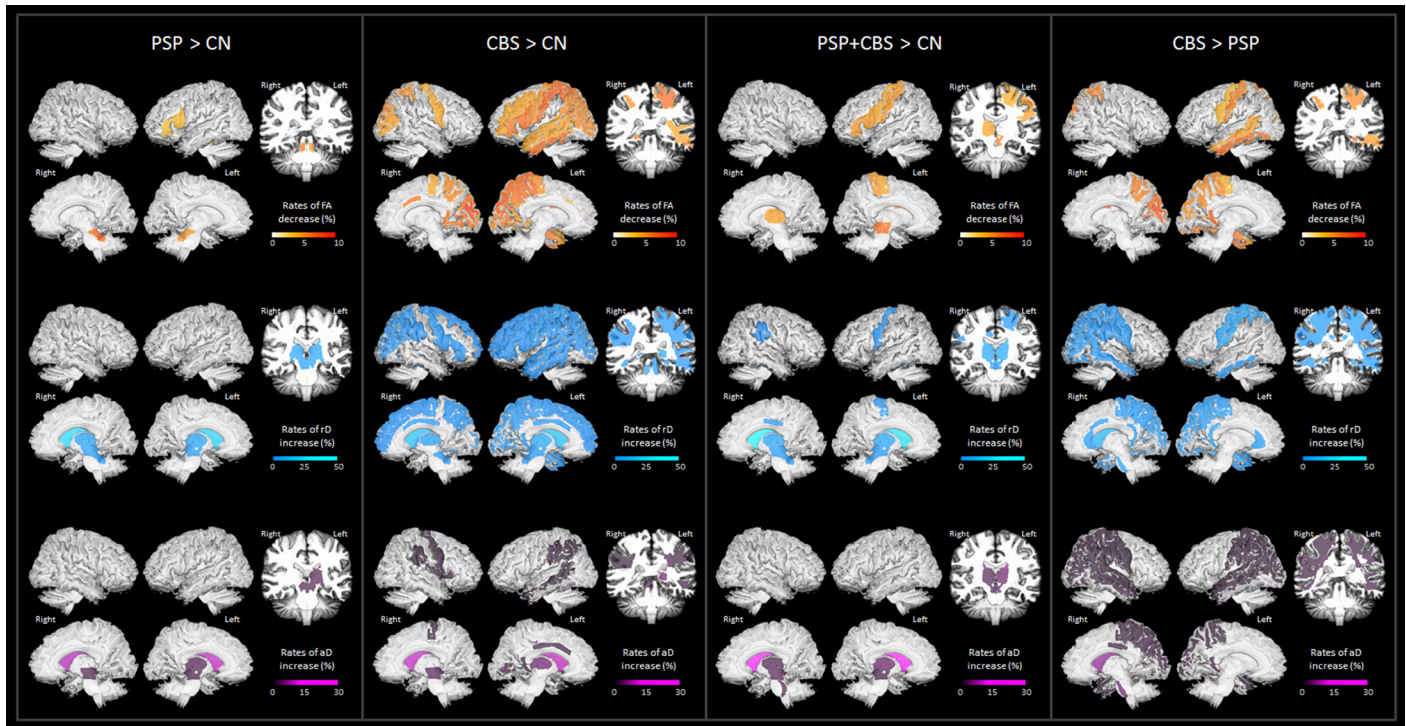 PSP > CN
CBS > CN
PSP+CBS > CN
CBS > PSP
Right Left
Right Left
Right Left
Right Left
Right Left
Rates of FA
decrease (%)
0 5 10
Right Left
Rates of FA
decrease (%)
0 5 10
Right Left
Rates of FA
decrease (%)
0 5 10
Right Left
Rates of FA
decrease (%)
0 5 10
Right Left
Right Left
Right Left
Right Left
Right Left
Rates of rD
increase (%)
0 25 50
Right Left
Rates of rD
increase (%)
0 25 50
Right Left
Rates of rD
increase (%)
0 25 50
Right Left
Rates of rD
increase (%)
0 25 50
Right Left
Right Left
Right Left
Right Left
Right Left
Rates of aD
increase (%)
0 15 30
Right Left
Rates of aD
increase (%)
0 15 30
Right Left
Rates of aD
increase (%)
0 15 30
Right Left
Rates of aD
increase (%)
0 15 30